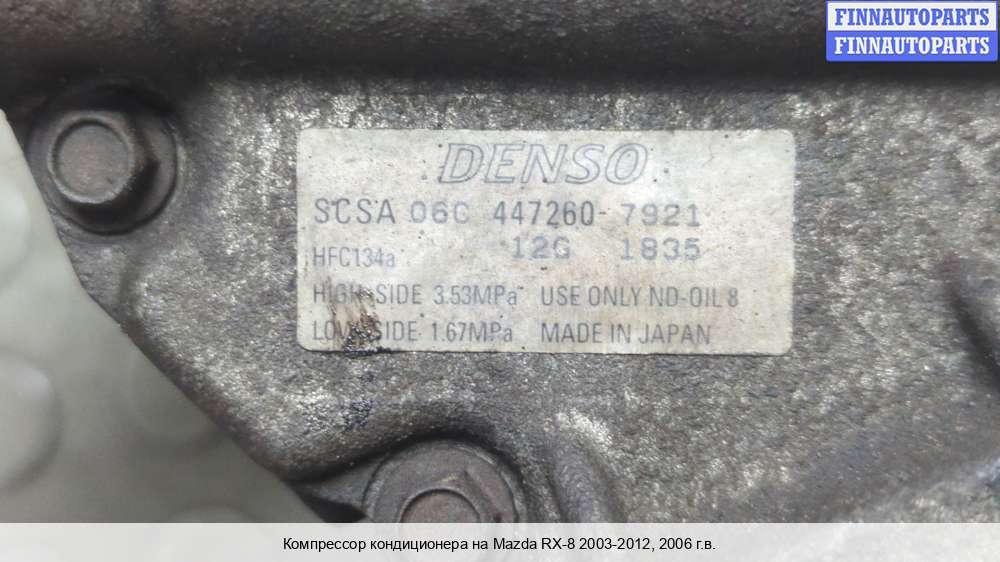 FINNAUTOPARTS
FINNAUTOPARTS
DENSO
SCSA 06C 447260-7921
HFC134a 12G 1835
HIGH SIDE 3.53MPa USE ONLY ND-OIL 8
LOW SIDE 1.67MPa MADE IN JAPAN
Компрессор кондиционера на Mazda RX-8 2003-2012, 2006 г.в.